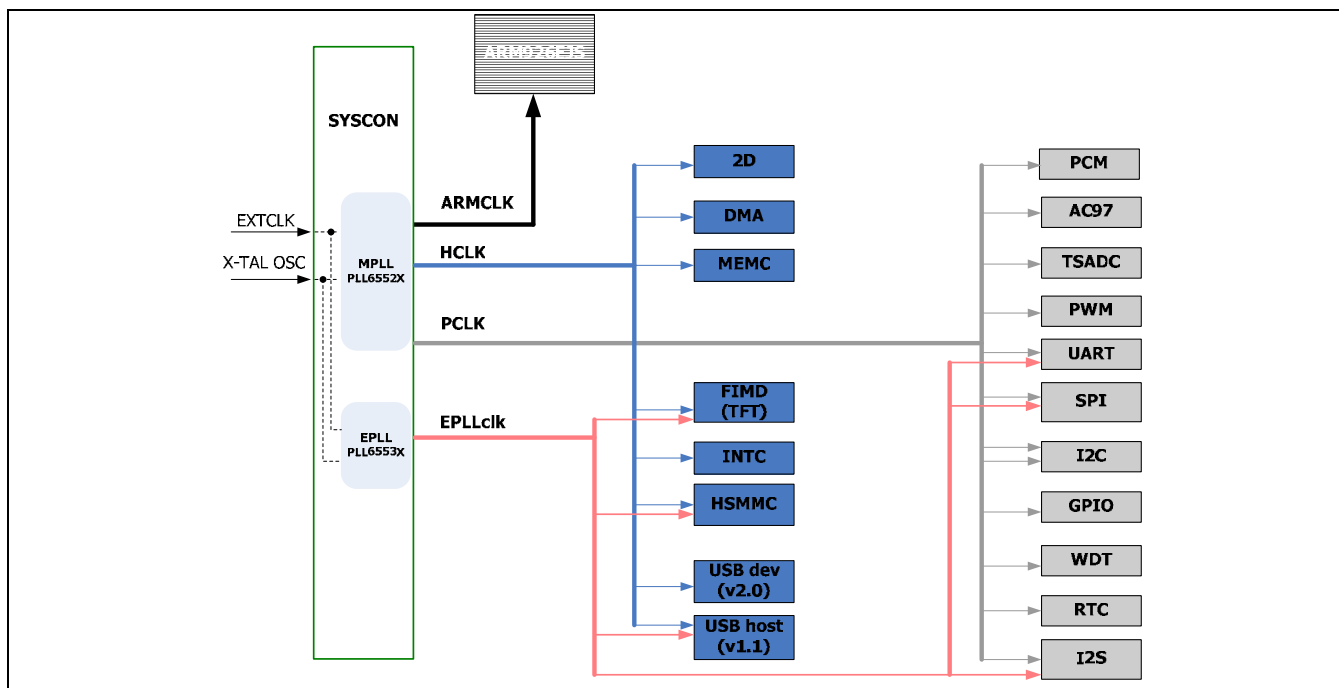 ARM926EJS
SYSCON
EXTCLK
X-TAL OSC
MPLL
PLL6552X
EPLL
PLL6553X
ARMCLK
HCLK
PCLK
EPLLclk
2D
DMA
MEMC
FIMD
(TFT)
INTC
HSMMC
USB dev
(v2.0)
USB host
(v1.1)
PCM
AC97
TSADC
PWM
UART
SPI
I2C
GPIO
WDT
RTC
I2S